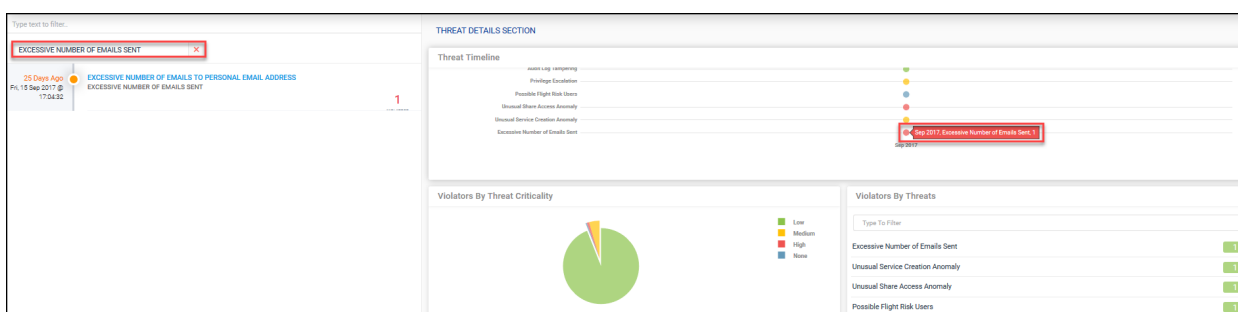 Type text to filter..
EXCESSIVE NUMBER OF EMAILS SENT
25 Days Ago
Fri, 15 Sep 2017 @
17:04:32
EXCESSIVE NUMBER OF EMAILS TO PERSONAL EMAIL ADDRESS
EXCESSIVE NUMBER OF EMAILS SENT
1
THREAT DETAILS SECTION
Threat Timeline
Audit Log Tampering
Privilege Escalation
Possible Flight Risk Users
Unusual Share Access Anomaly
Unusual Service Creation Anomaly
Excessive Number of Emails Sent
Sep 2017, Excessive Number of Emails Sent, 1
Sep 2017
Violators By Threat Criticality
Low
Medium
High
None
Violators By Threats
Type To Filter
Excessive Number of Emails Sent 1
Unusual Service Creation Anomaly 1
Unusual Share Access Anomaly 1
Possible Flight Risk Users 1